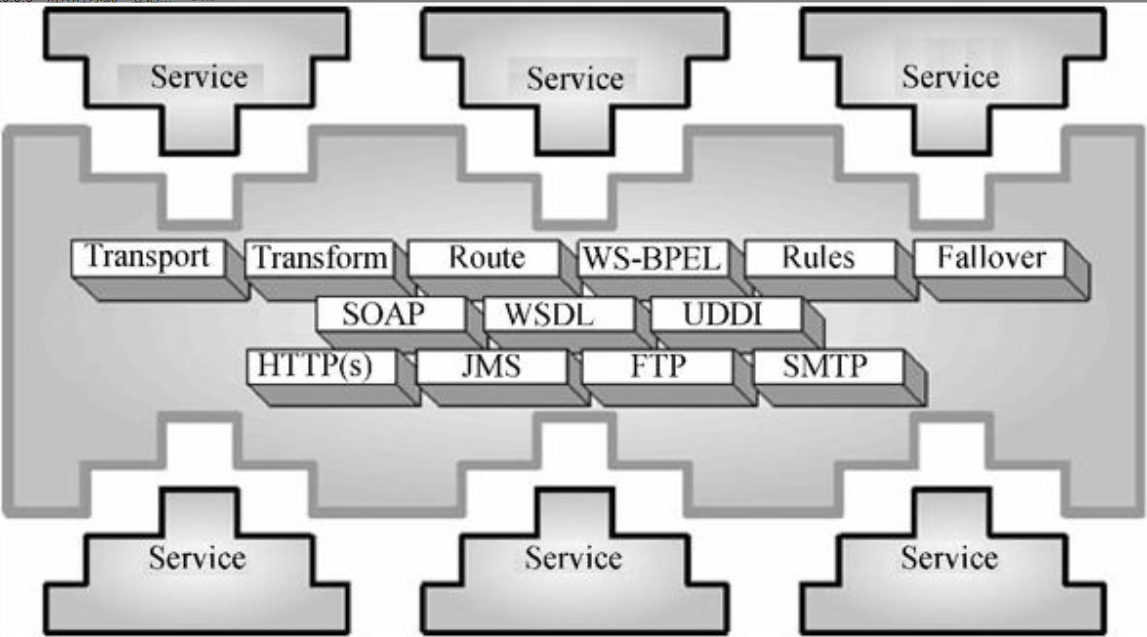 Service
Service
Service
Transport Transform Route WS-BPEL Rules Fallover
SOAP WSDL UDDI
HTTP(s) JMS FTP SMTP
Service
Service
Service